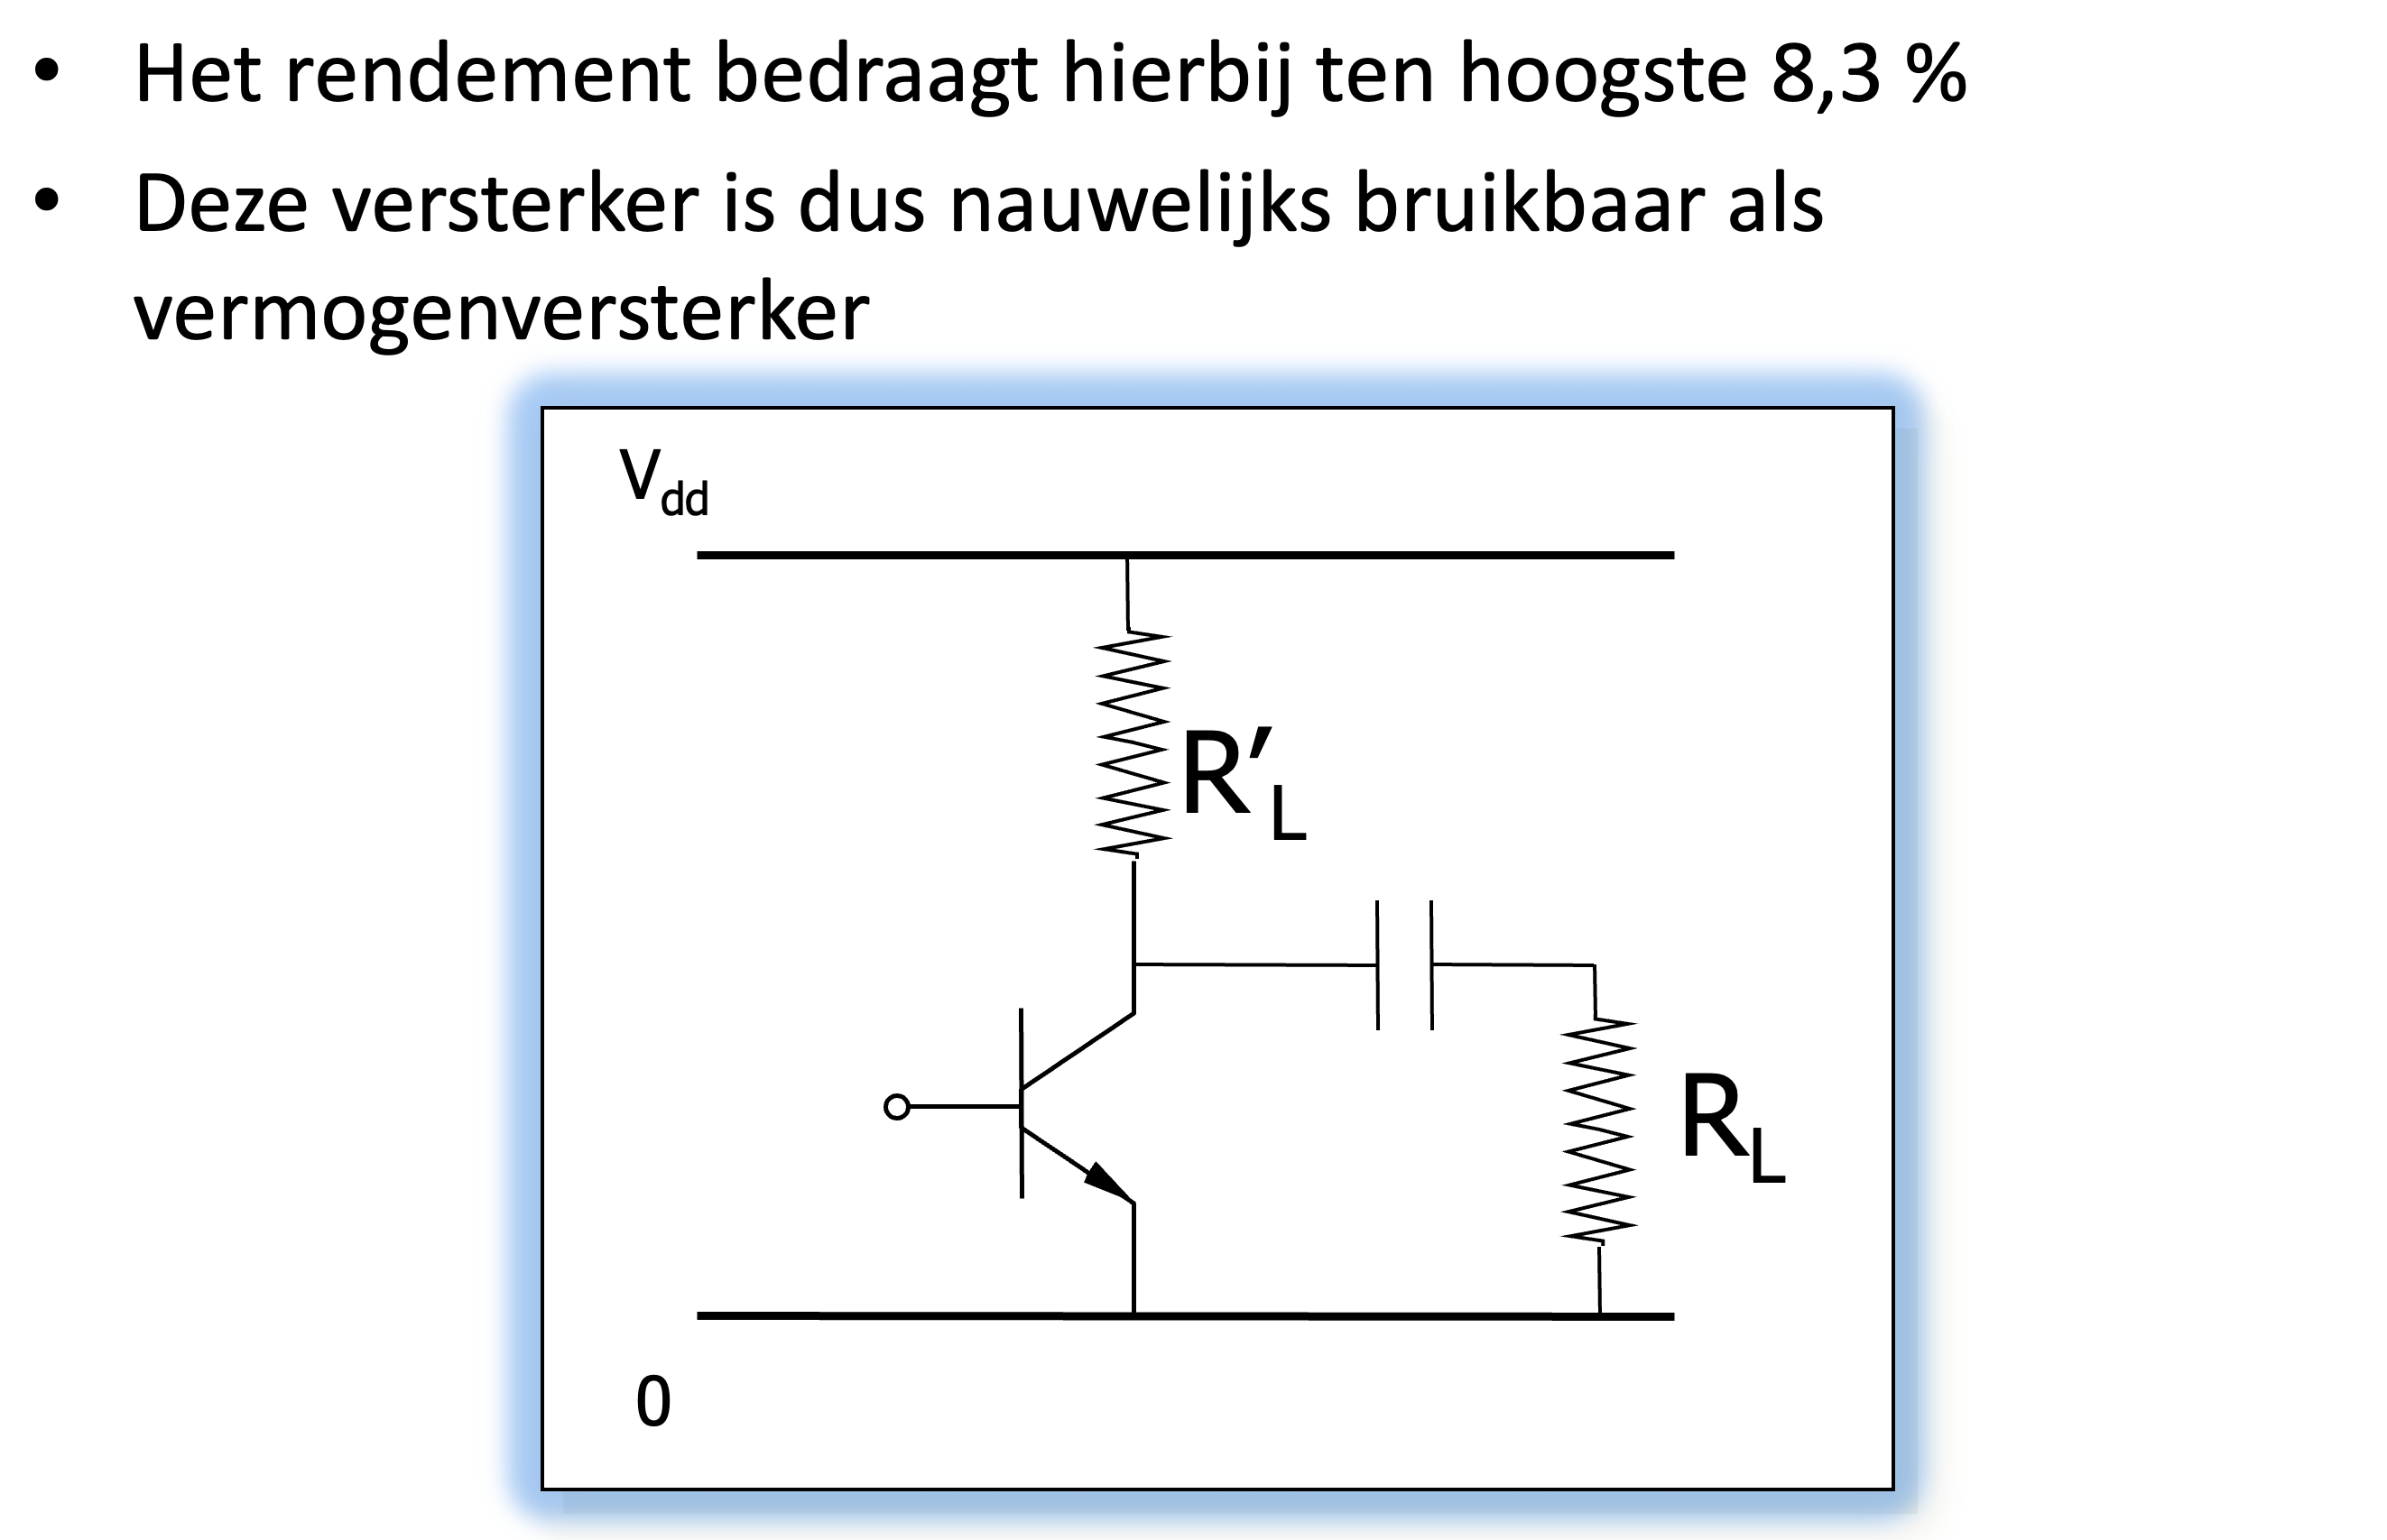 • Het rendement bedraagt hierbij ten hoogste 8,3 %
• Deze versterker is dus nauwelijks bruikbaar als
vermogenversterker
Vdd
R′L
RL
0